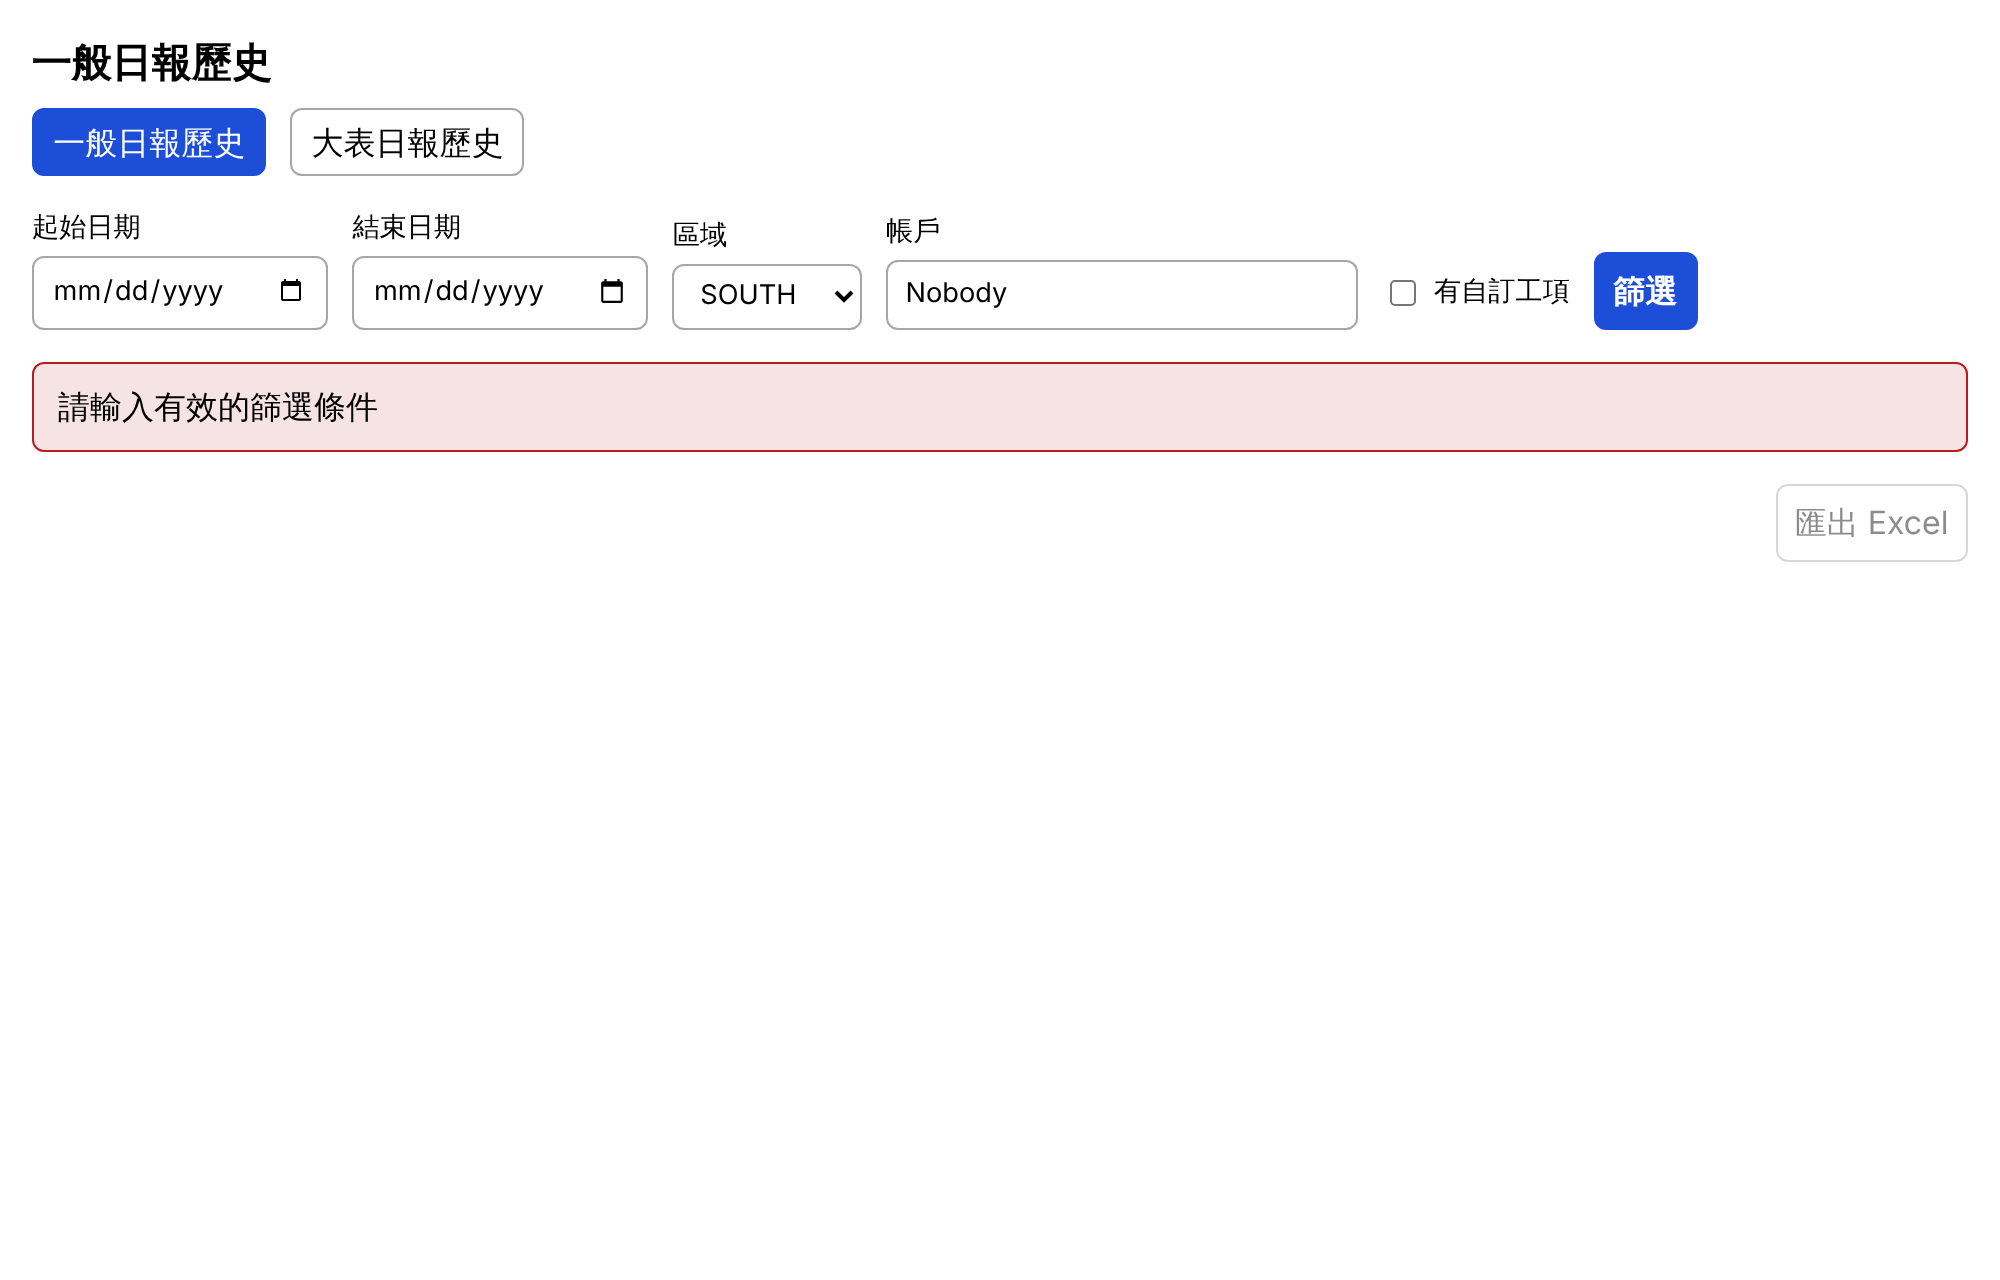 一般日報歷史
一般日報歷史 大表日報歷史
起始日期 結束日期 區域 帳戶
mm/dd/yyyy mm/dd/yyyy SOUTH Nobody 有自訂工項 篩選
請輸入有效的篩選條件
匯出 Excel